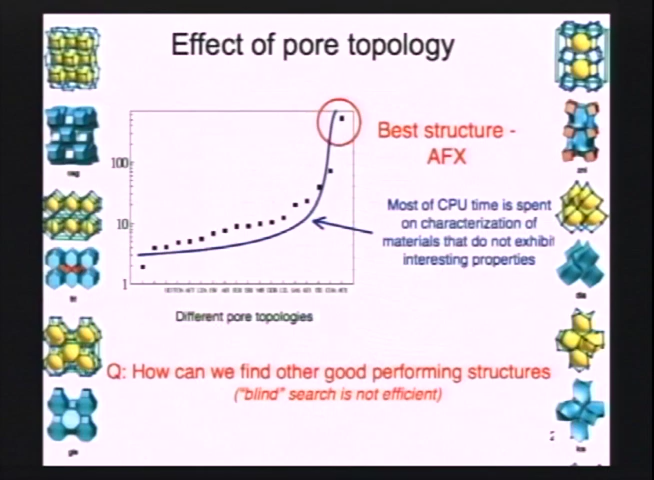 Effect of pore topology
Best structure -
AFX
100
10
1
Most of CPU time is spent
on characterization of
materials that do not exhibit
interesting properties
Different pore topologies
Q: How can we find other good performing structures
("blind" search is not efficient)
2